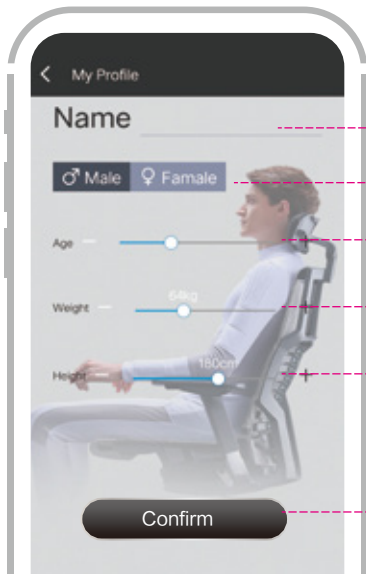 My Profile
Name
♂ Male ♀ Famale
Age
64kg
Weight
180cm
Height
Confirm